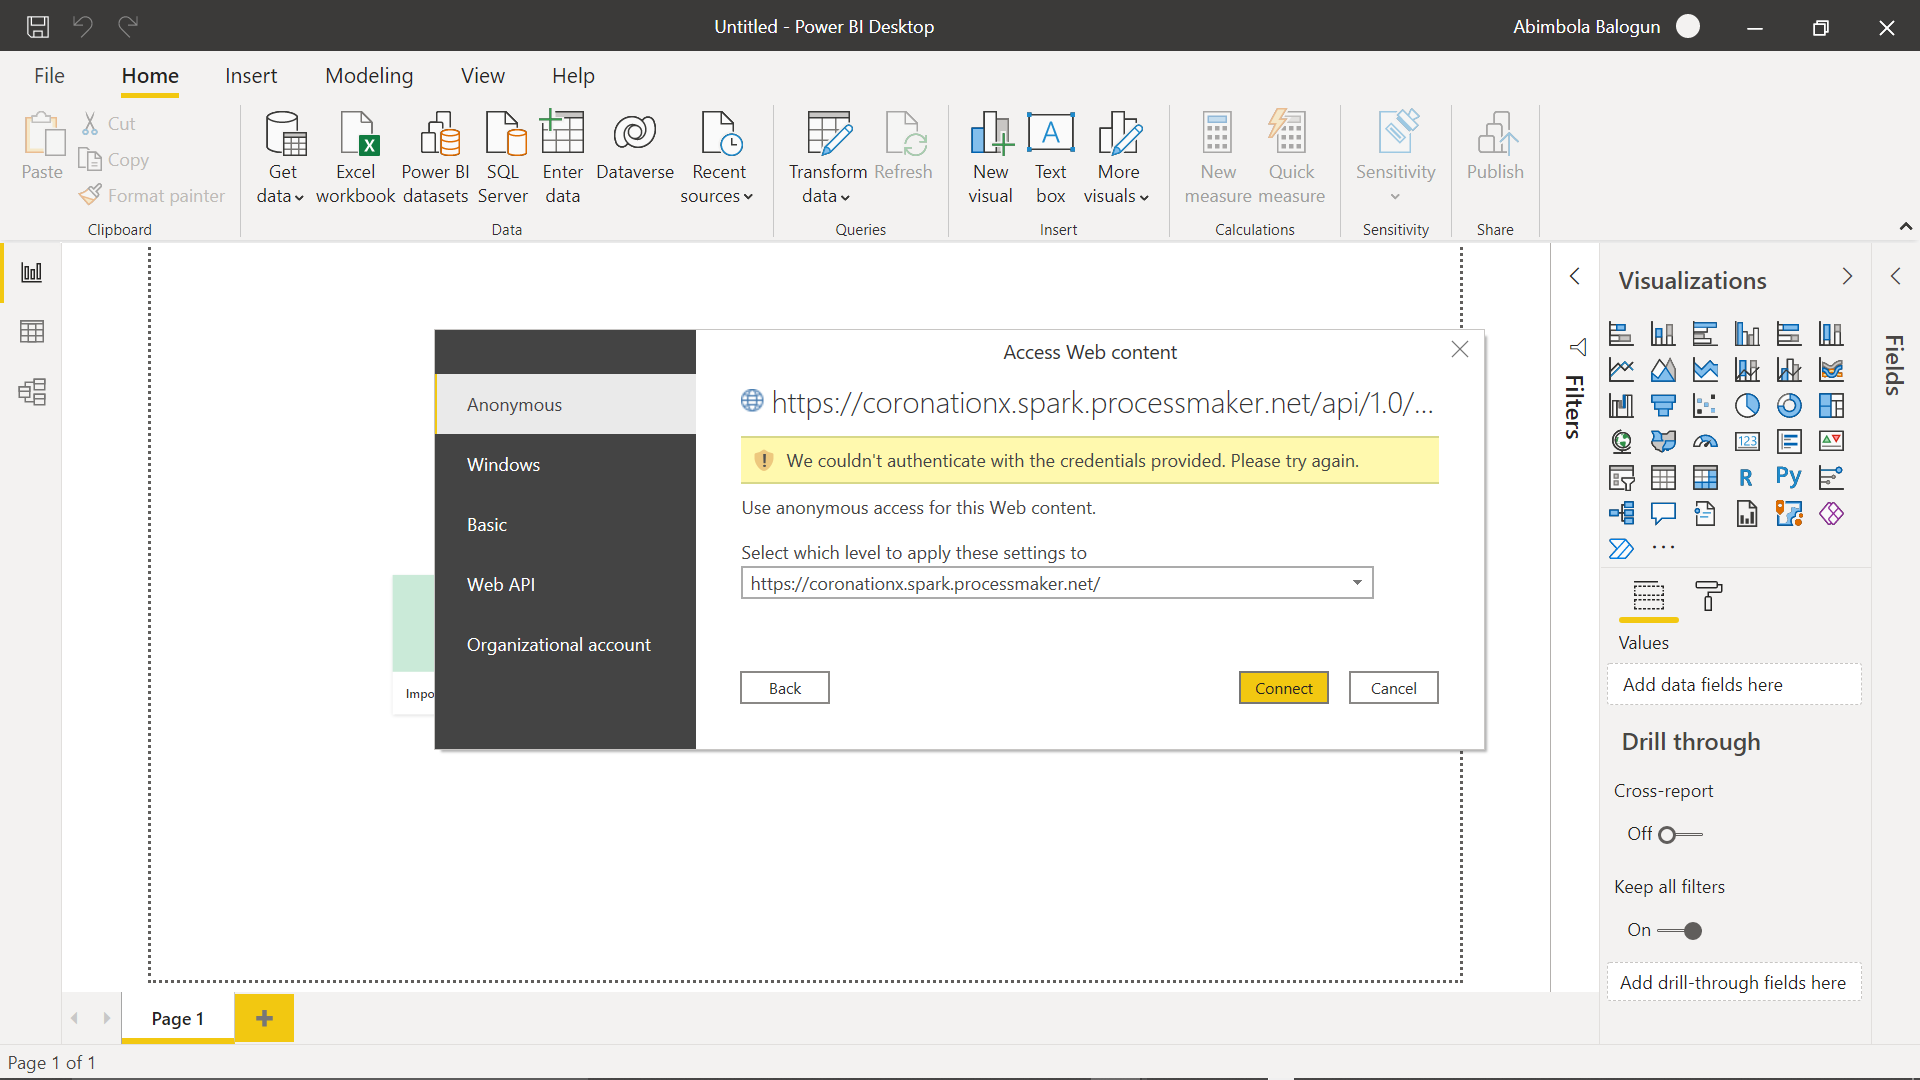 Untitled - Power BI Desktop
Abimbola Balogun
File
Home
Insert
Modeling
View
Help
Paste
Cut
Copy
Format painter
Clipboard
Get data
Excel workbook
Power BI datasets
SQL Server
Enter data
Dataverse
Recent sources
Data
Transform data
Refresh
Queries
New visual
Text box
More visuals
Insert
New measure
Quick measure
Calculations
Sensitivity
Sensitivity
Publish
Share
Access Web content
Anonymous
Windows
Basic
Web API
Organizational account
https://coronationx.spark.processmaker.net/api/1.0/...
We couldn't authenticate with the credentials provided. Please try again.
Use anonymous access for this Web content.
Select which level to apply these settings to
https://coronationx.spark.processmaker.net/
Back
Connect
Cancel
Impo
Filters
Visualizations
123
R
Py
Values
Add data fields here
Drill through
Cross-report
Off
Keep all filters
On
Add drill-through fields here
Fields
Page 1
Page 1 of 1